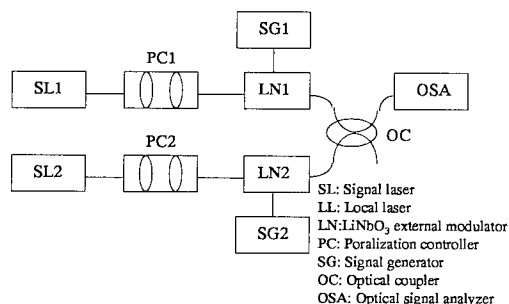 SG1
PC1
SL1
LN1
OSA
OC
PC2
SL2
LN2
SG2
SL: Signal laser
LL: Local laser
LN:LiNbO3 external modulator
PC: Poralization controller
SG: Signal generator
OC: Optical coupler
OSA: Optical signal analyzer